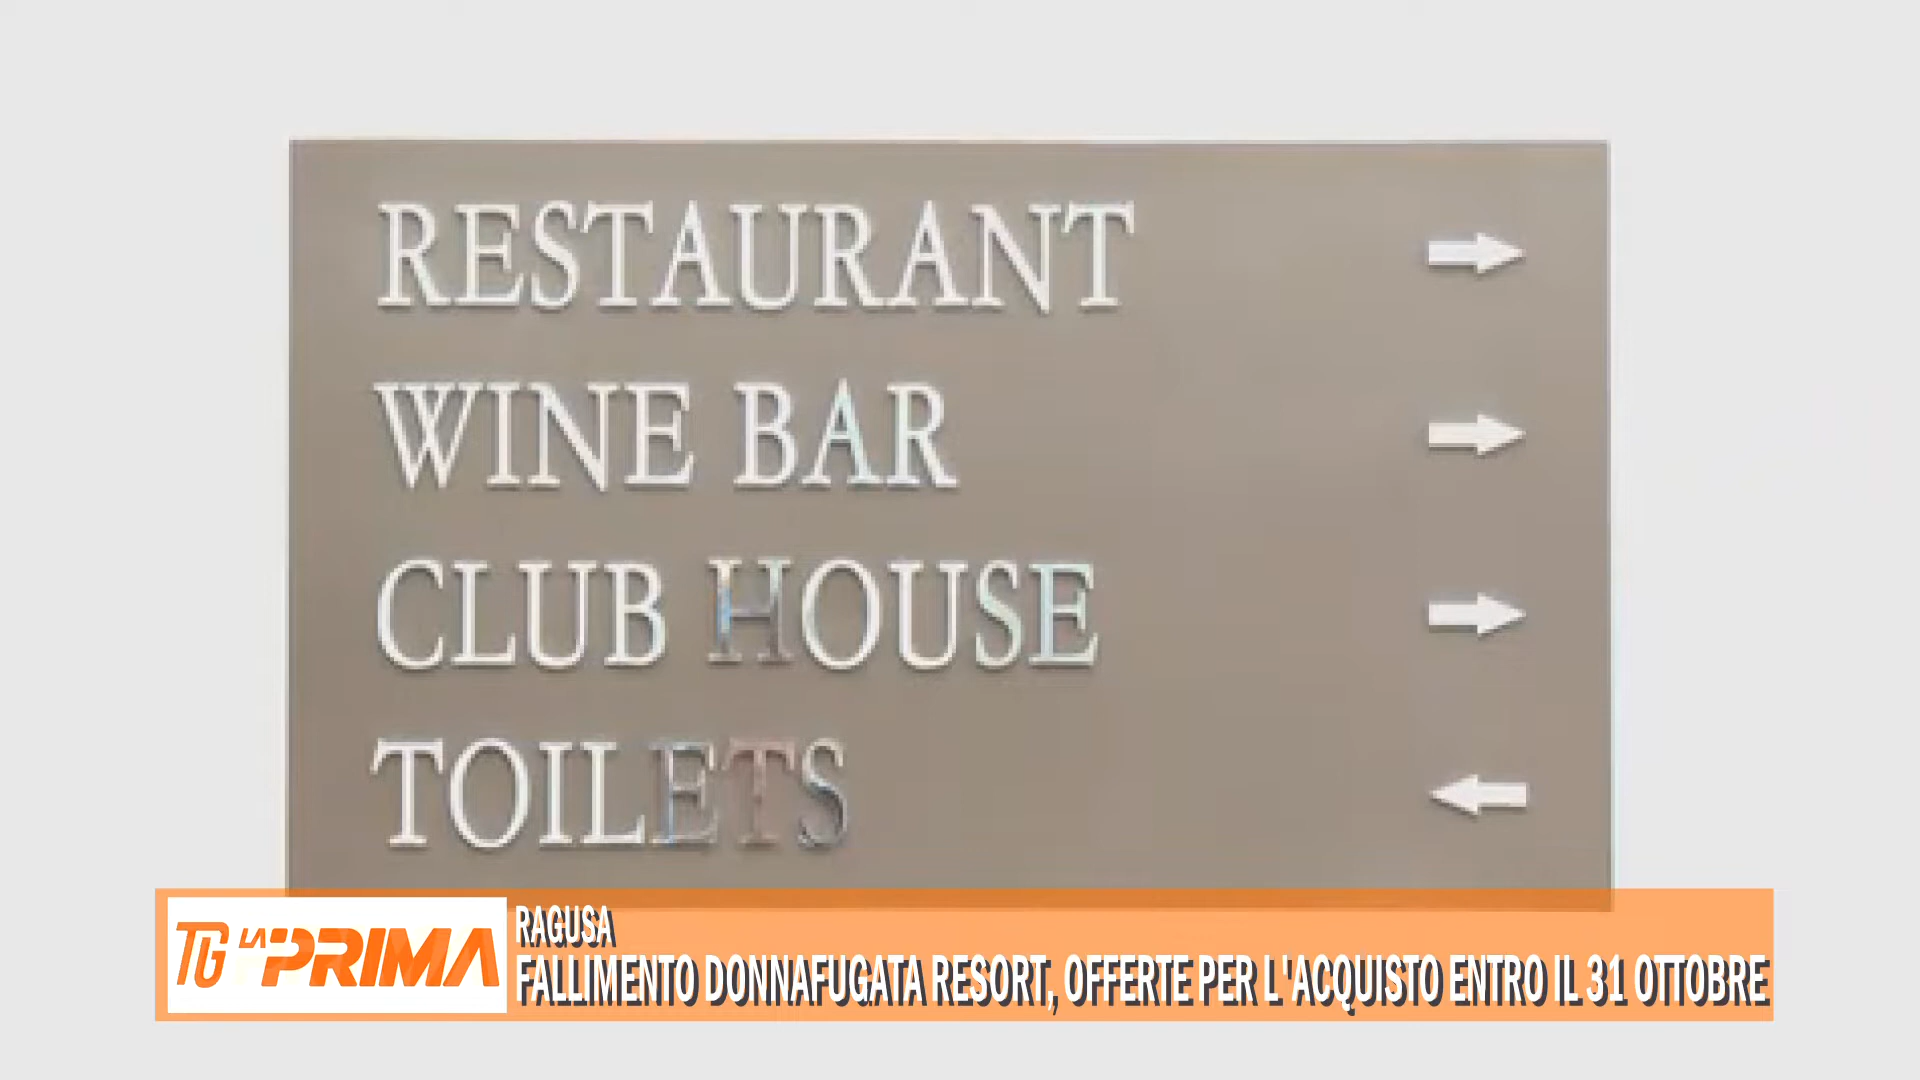 RESTAURANT
WINE BAR
CLUB HOUSE
TOILETS
TG LA PRIMA
RAGUSA
FALLIMENTO DONNAFUGATA RESORT, OFFERTE PER L'ACQUISTO ENTRO IL 31 OTTOBRE